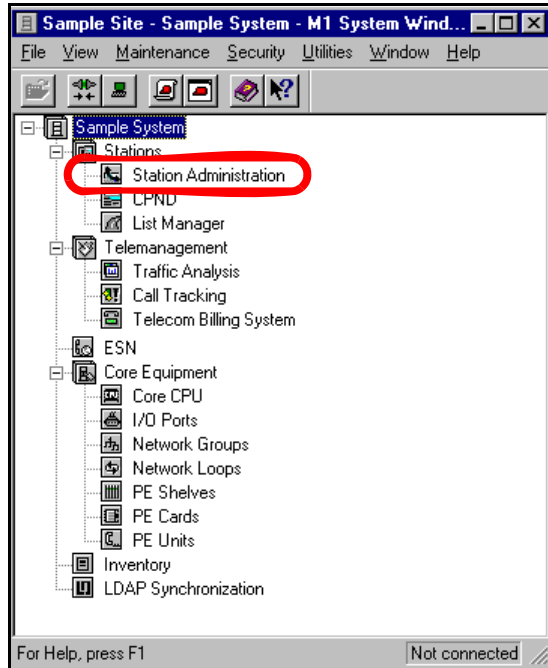 Sample Site - Sample System - M1 System Wind...
File View Maintenance Security Utilities Window Help
Sample System
Stations
Station Administration
CPND
List Manager
Telemanagement
Traffic Analysis
Call Tracking
Telecom Billing System
ESN
Core Equipment
Core CPU
I/O Ports
Network Groups
Network Loops
PE Shelves
PE Cards
PE Units
Inventory
LDAP Synchronization
For Help, press F1 Not connected